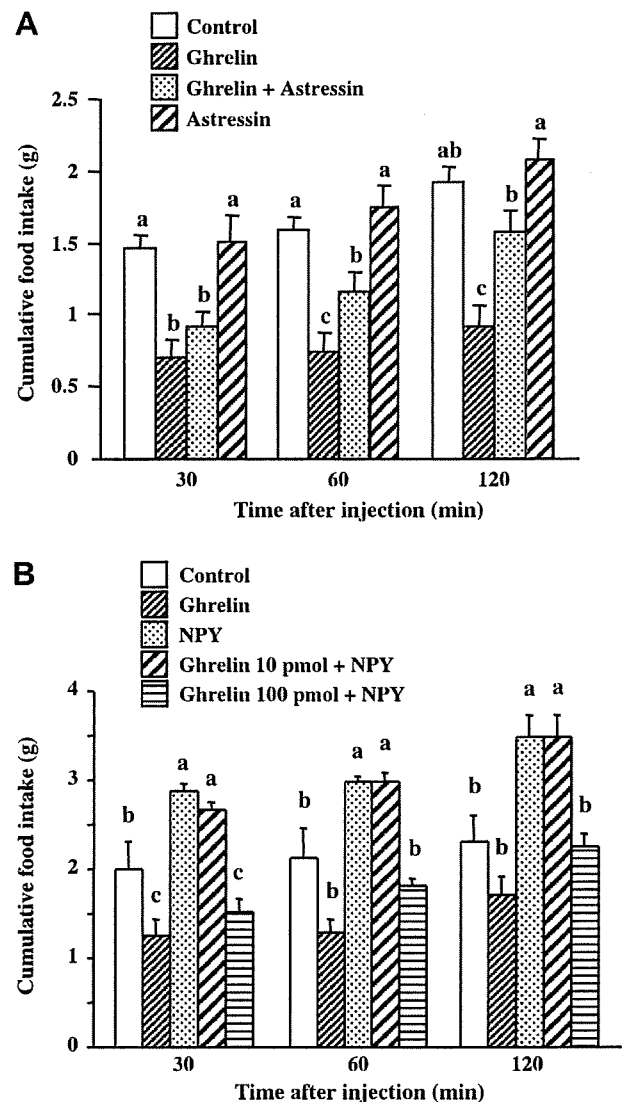 A
Control
Ghrelin
Ghrelin + Astressin
Astressin
Cumulative food intake (g)
2.5
2
1.5
1
0.5
0
a b b a
a c b a
ab c b a
30 60 120
Time after injection (min)
B
Control
Ghrelin
NPY
Ghrelin 10 pmol + NPY
Ghrelin 100 pmol + NPY
Cumulative food intake (g)
4
3
2
1
0
b c a a c
b b a a b
b b a a b
30 60 120
Time after injection (min)